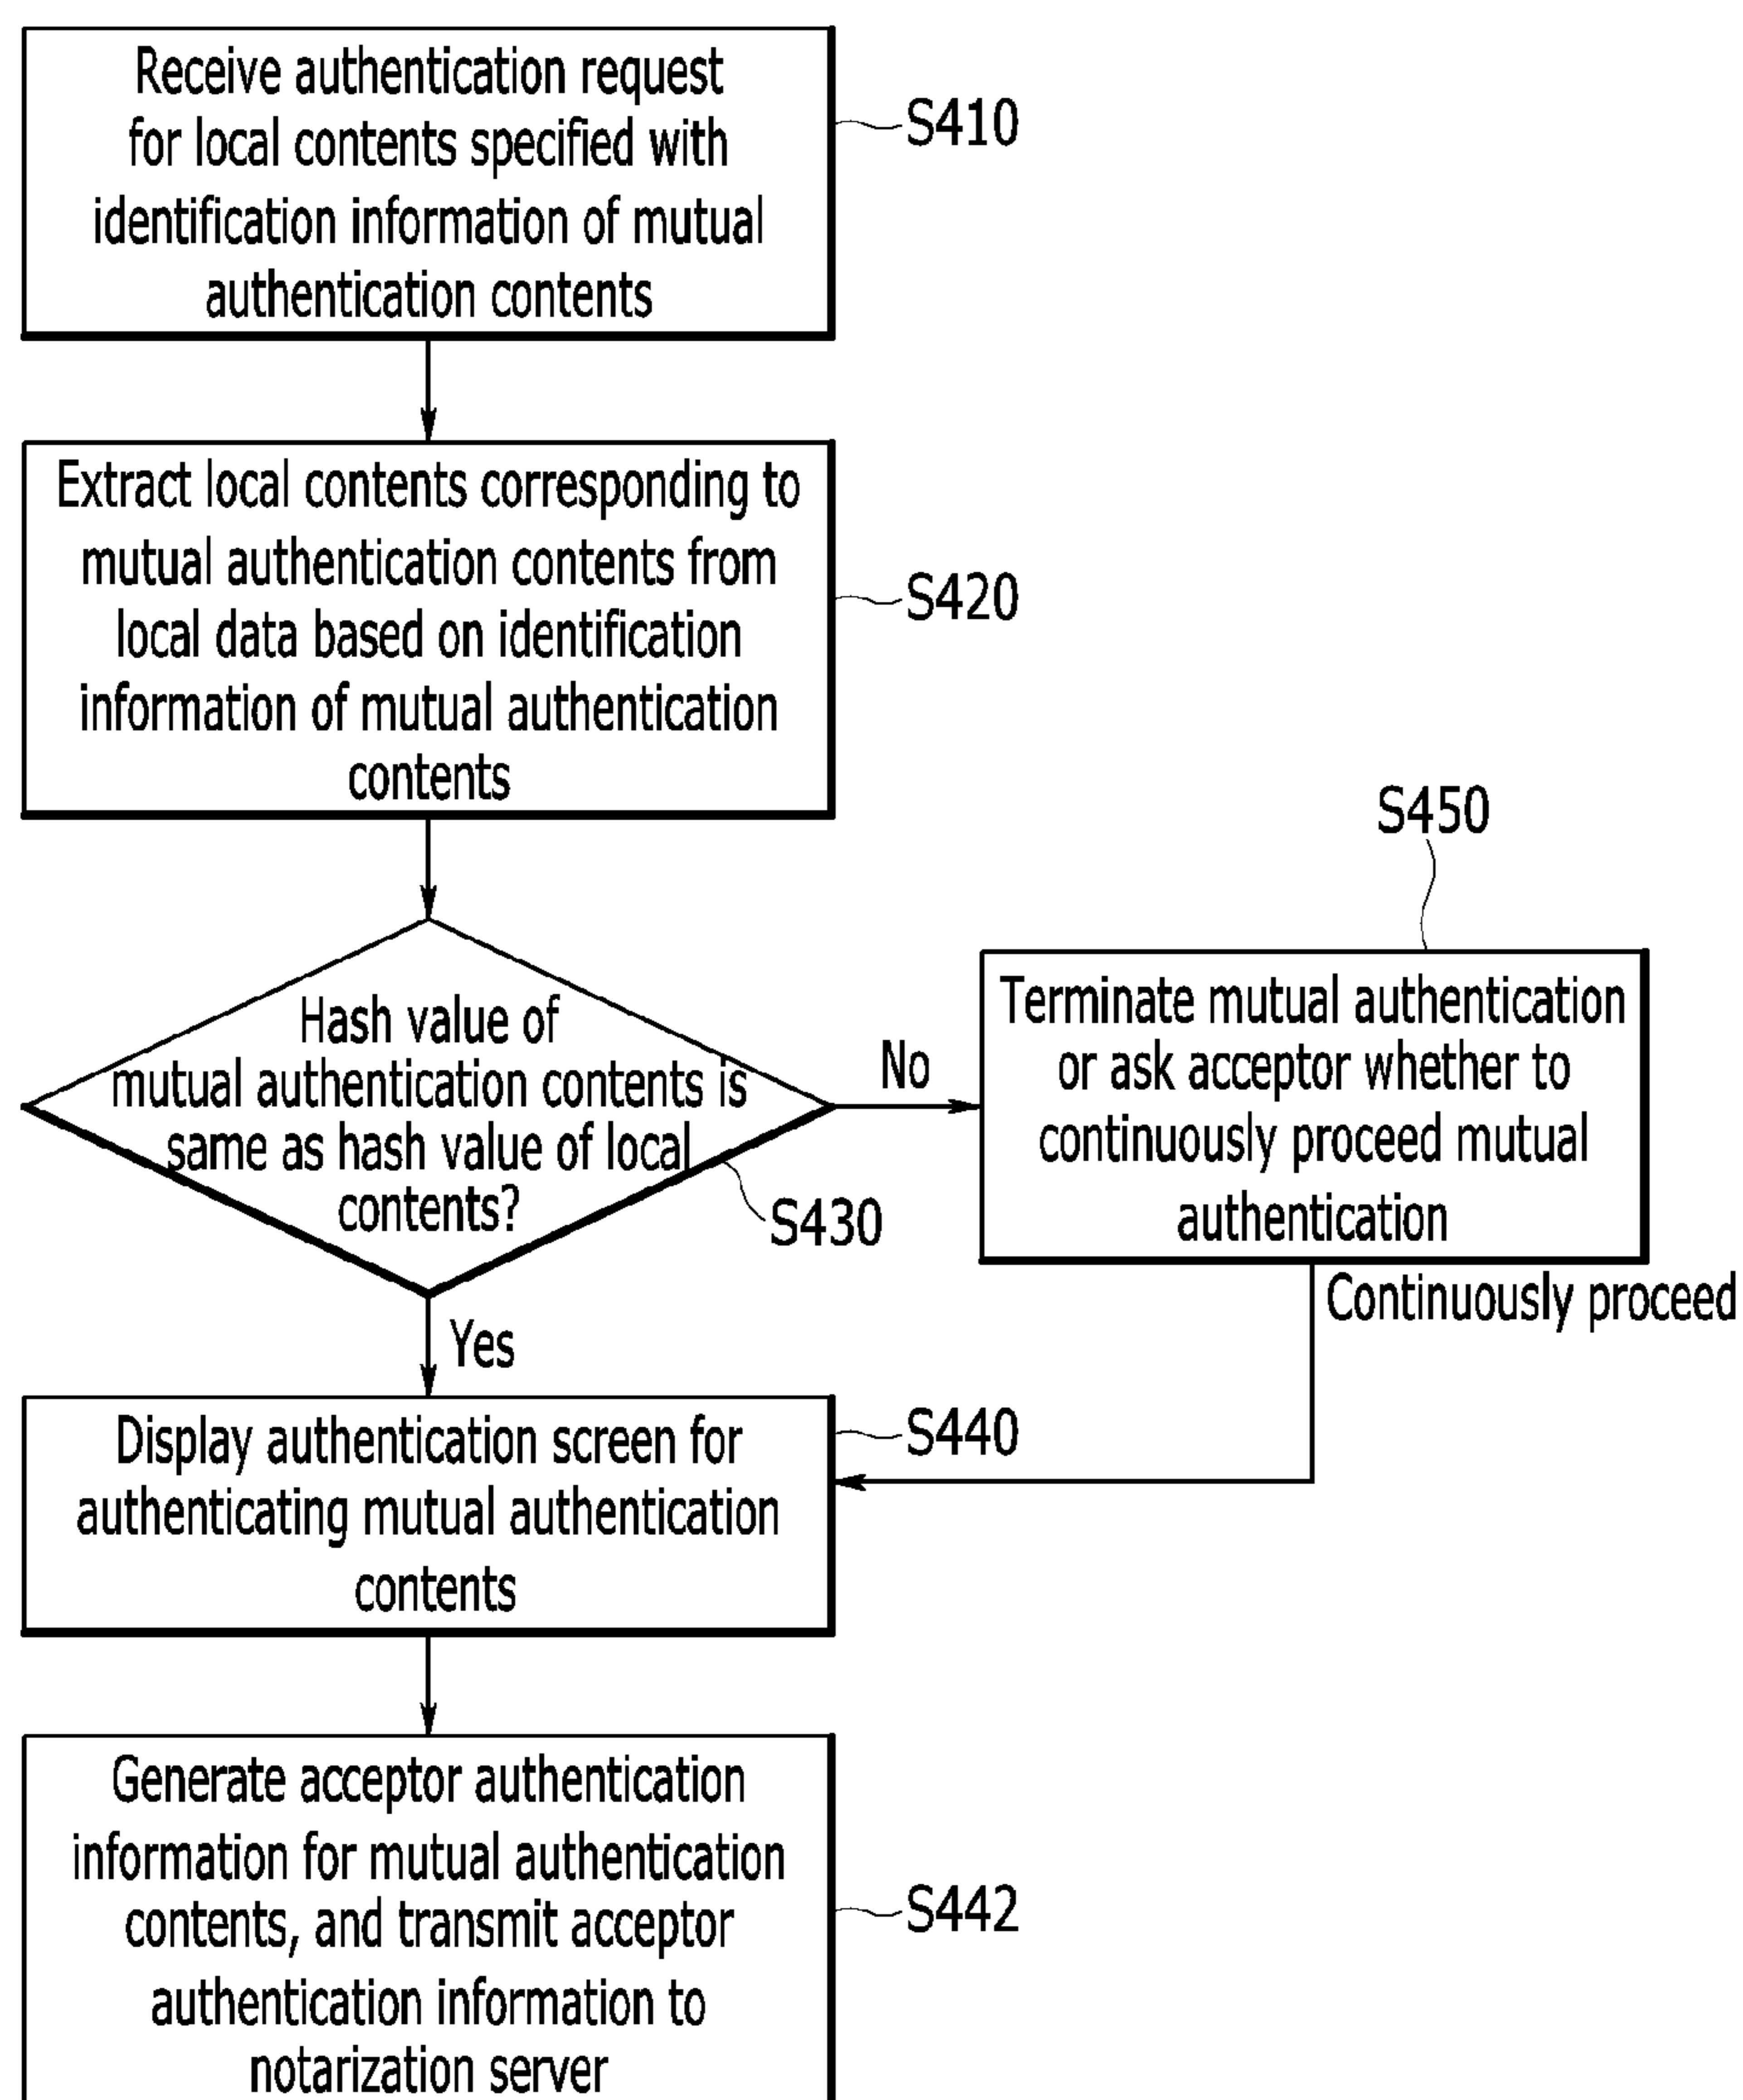 Receive authentication request
for local contents specified with
identification information of mutual
authentication contents
S410
Extract local contents corresponding to
mutual authentication contents from
local data based on identification
information of mutual authentication
contents
S420
Hash value of
mutual authentication contents is
same as hash value of local
contents?
S430
No
S450
Terminate mutual authentication
or ask acceptor whether to
continuously proceed mutual
authentication
Continuously proceed
Yes
Display authentication screen for
authenticating mutual authentication
contents
S440
Generate acceptor authentication
information for mutual authentication
contents, and transmit acceptor
authentication information to
notarization server
S442